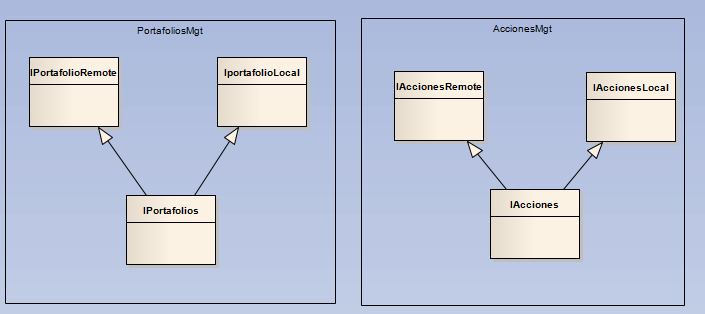 PortafoliosMgt
IPortafolioRemote
IportafolioLocal
IPortafolios
AccionesMgt
IAccionesRemote
IAccionesLocal
IAcciones